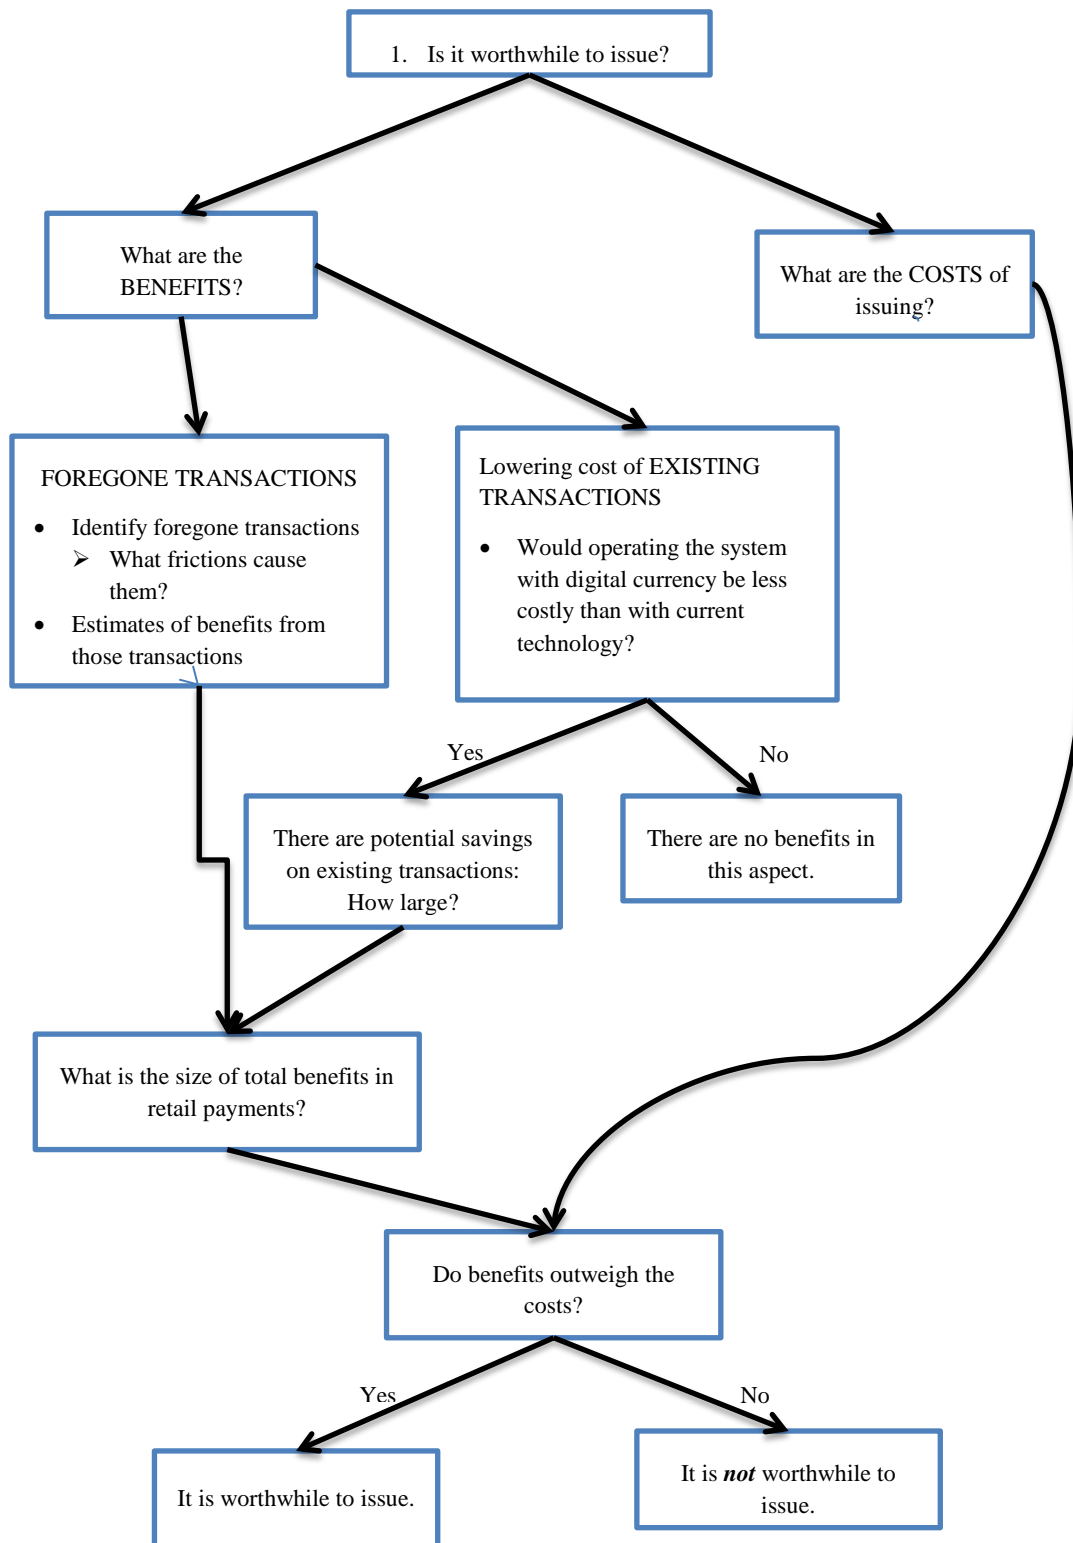 1. Is it worthwhile to issue?
What are the
BENEFITS?
What are the COSTS of
issuing?
FOREGONE TRANSACTIONS
• Identify foregone transactions
➢ What frictions cause
them?
• Estimates of benefits from
those transactions
Lowering cost of EXISTING
TRANSACTIONS
• Would operating the system
with digital currency be less
costly than with current
technology?
Yes
No
There are potential savings
on existing transactions:
How large?
There are no benefits in
this aspect.
What is the size of total benefits in
retail payments?
Do benefits outweigh the
costs?
Yes
No
It is worthwhile to issue.
It is not worthwhile to
issue.